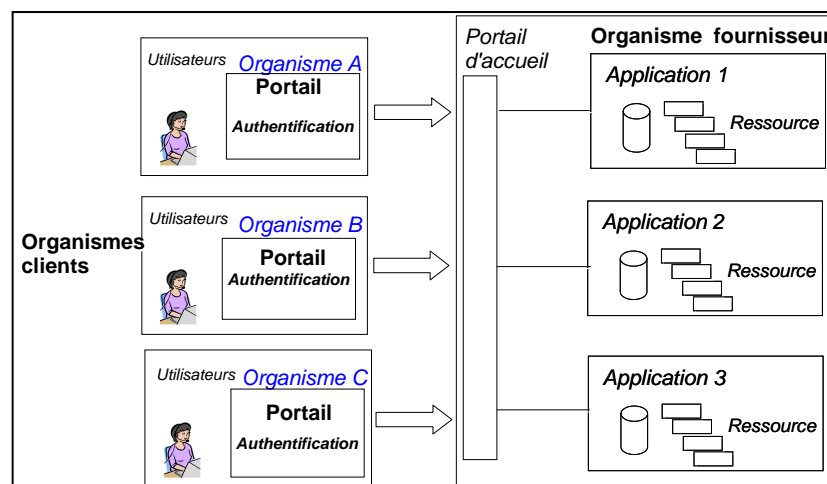 Organismes
clients
Utilisateurs
Organisme A
Portail
Authentification
Utilisateurs
Organisme B
Portail
Authentification
Utilisateurs
Organisme C
Portail
Authentification
Portail
d'accueil
Organisme fournisseur
Application 1
Ressource
Application 2
Ressource
Application 3
Ressource